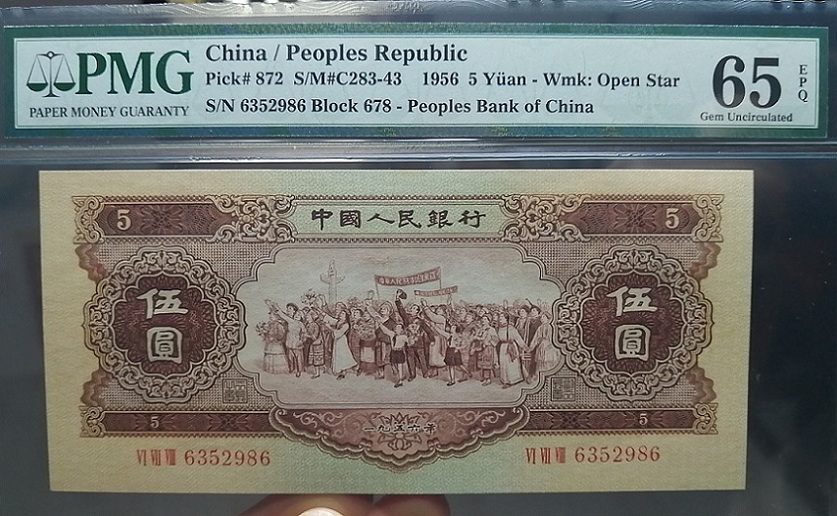 PMG
PAPER MONEY GUARANTY
China / Peoples Republic
Pick# 872 S/M#C283-43 1956 5 Yüan - Wmk: Open Star
S/N 6352986 Block 678 - Peoples Bank of China
65
EPQ
Gem Uncirculated
5 中國人民銀行 5
伍圓 伍圓
5 一九五六年 5
VI VII VIII 6352986 VI VII VIII 6352986